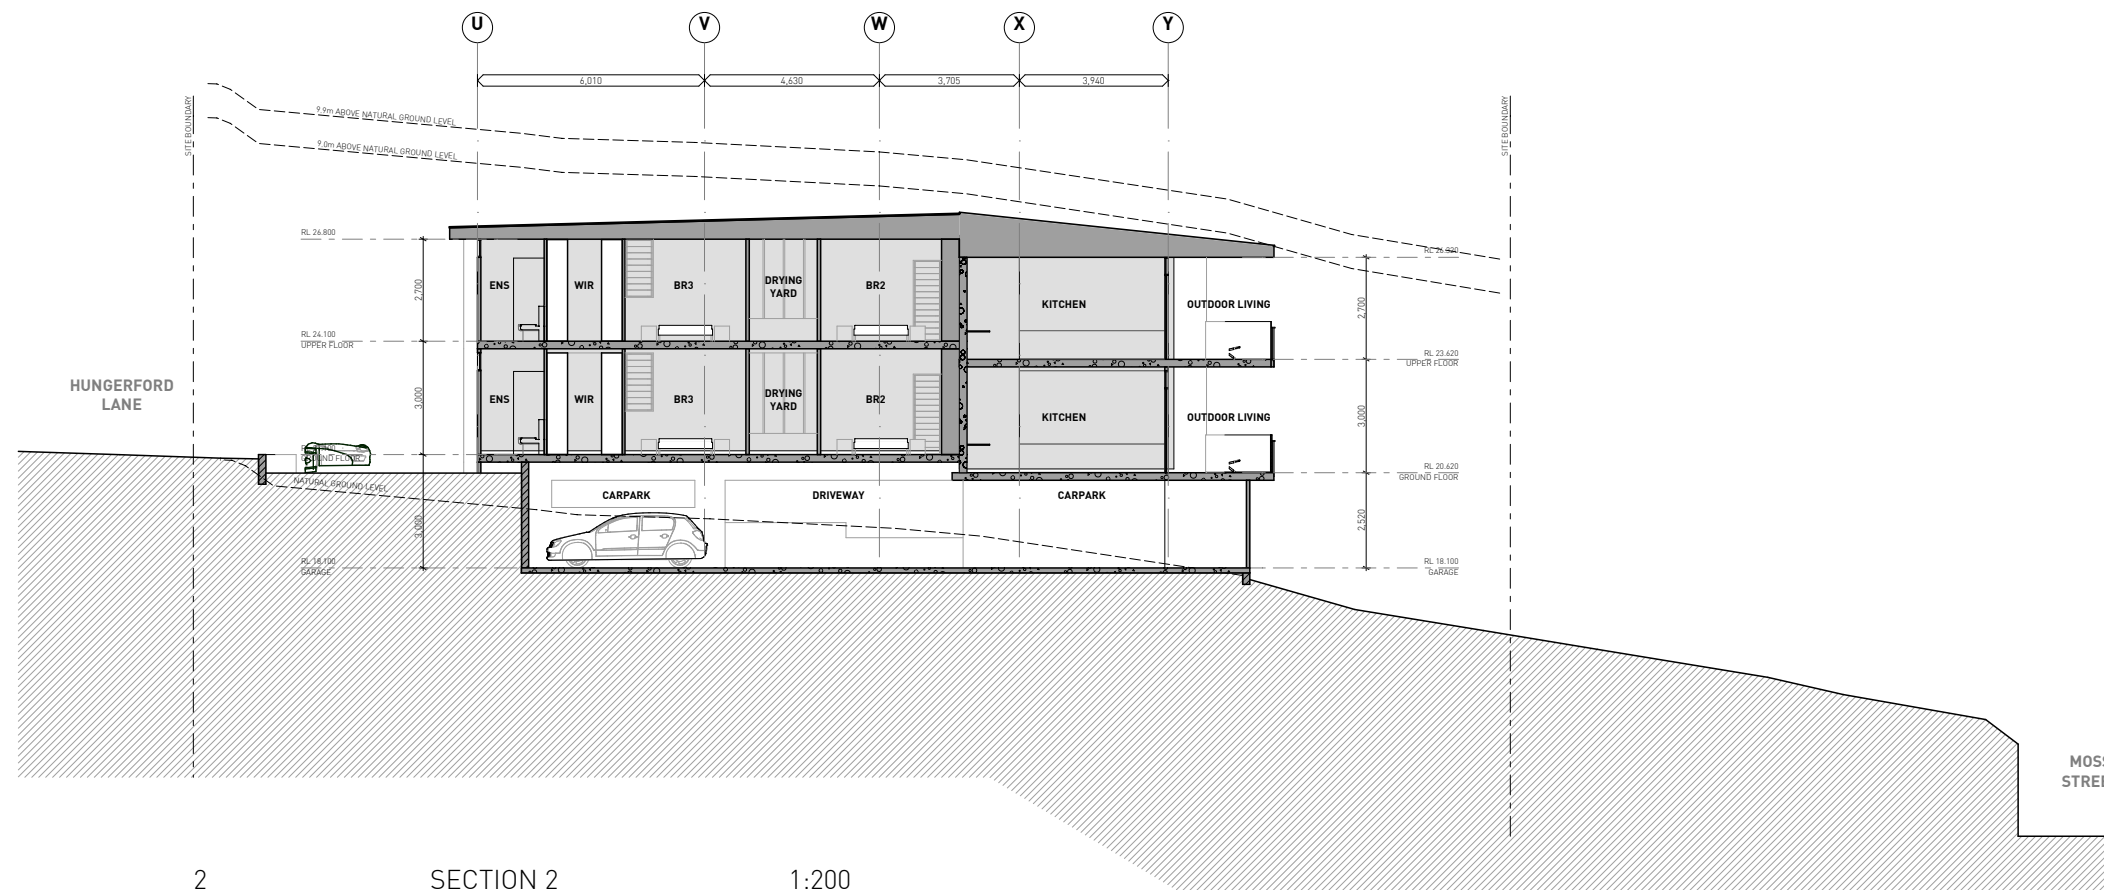 U V W X Y
6,010 4,630 3,705 3,940
SITE BOUNDARY
SITE BOUNDARY
9.9m ABOVE NATURAL GROUND LEVEL
9.0m ABOVE NATURAL GROUND LEVEL
RL 26.800
ENS WIR BR3 DRYING YARD BR2
KITCHEN OUTDOOR LIVING
2,700
2,700
RL 24.100
UPPER FLOOR
RL 23.620
UPPER FLOOR
HUNGERFORD
LANE
ENS WIR BR3 DRYING YARD BR2
KITCHEN OUTDOOR LIVING
3,000
3,000
RL 20.620
GROUND FLOOR
NATURAL GROUND LEVEL
CARPARK DRIVEWAY CARPARK
3,000
2,520
RL 18.100
GARAGE
RL 18.100
GARAGE
MOSS
STREE
2 SECTION 2 1:200